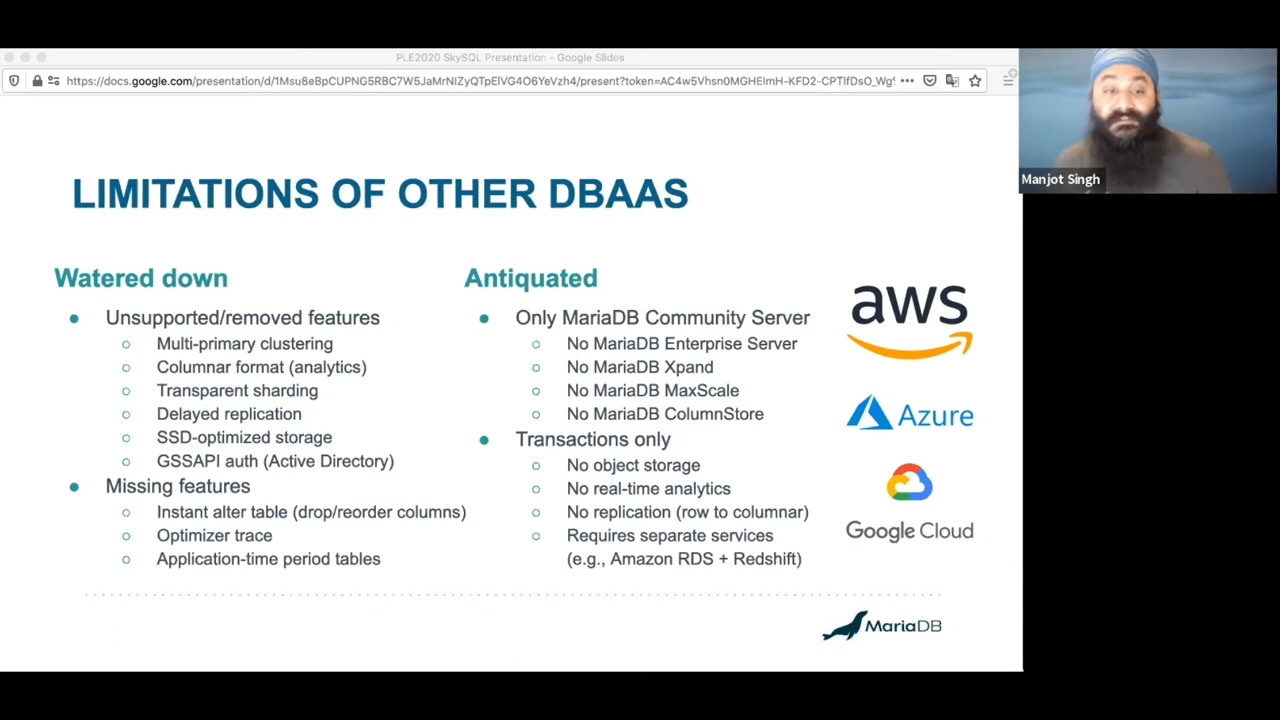 PLE2020 SkySQL Presentation - Google Slides
Manjot Singh
LIMITATIONS OF OTHER DBAAS
Watered down
Unsupported/removed features
Multi-primary clustering
Columnar format (analytics)
Transparent sharding
Delayed replication
SSD-optimized storage
GSSAPI auth (Active Directory)
Missing features
Instant alter table (drop/reorder columns)
Optimizer trace
Application-time period tables
Antiquated
Only MariaDB Community Server
No MariaDB Enterprise Server
No MariaDB Xpand
No MariaDB MaxScale
No MariaDB ColumnStore
Transactions only
No object storage
No real-time analytics
No replication (row to columnar)
Requires separate services
(e.g., Amazon RDS + Redshift)
aws
Azure
Google Cloud
MariaDB